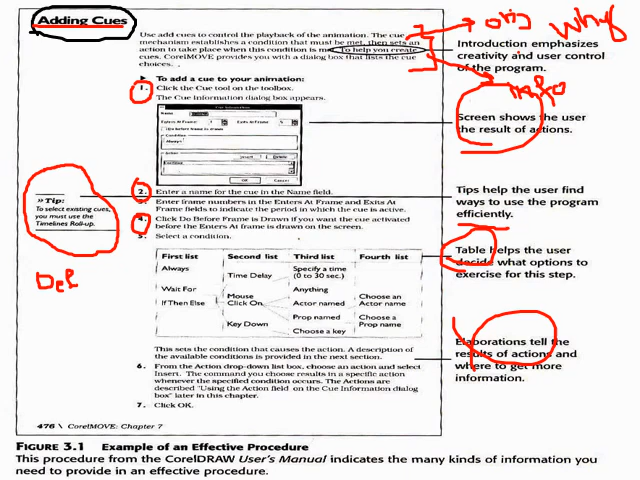 Adding Cues
Use add cues to control the playback of the animation. The cue
mechanism establishes a condition that must be met, then sets an
action to take place when this condition is met. To help you create
cues, CorelMOVE provides you with a dialog box that lists the cue
choices.
► To add a cue to your animation:
1. Click the Cue tool on the toolbox.
The Cue Information dialog box appears.
Name
Enters At Frame: Exits At Frame
Condition
Always
Action
Insert Delete
OK Cancel
2. Enter a name for the cue in the Name field.
3. Enter frame numbers in the Enters At Frame and Exits At
Frame fields to indicate the period in which the cue is active.
4. Click Do Before Frame is Drawn if you want the cue activated
before the Enters At frame is drawn on the screen.
5. Select a condition.
» Tip:
To select existing cues,
you must use the
Timelines Roll-up.
First list Second list Third list Fourth list
Always Time Delay Specify a time
(0 to 30 sec.)
Wait For Anything
If Then Else Mouse
Click On Actor named Choose an
Actor name
Prop named Choose a
Prop name
Key Down Choose a key
This sets the condition that causes the action. A description of
the available conditions is provided in the next section.
6. From the Action drop-down list box, choose an action and select
Insert. The command you choose results in a specific action
whenever the specified condition occurs. The Actions are
described "Using the Action field on the Cue Information dialog
box" later in this chapter.
7. Click OK.
476 \ CorelMOVE: Chapter 7
why
Introduction emphasizes
creativity and user control
of the program.
info
Screen shows the user
the result of actions.
Tips help the user find
ways to use the program
efficiently.
Table helps the user
decide what options to
exercise for this step.
Elaborations tell the
results of actions and
where to get more
information.
FIGURE 3.1 Example of an Effective Procedure
This procedure from the CorelDRAW User's Manual indicates the many kinds of information you
need to provide in an effective procedure.